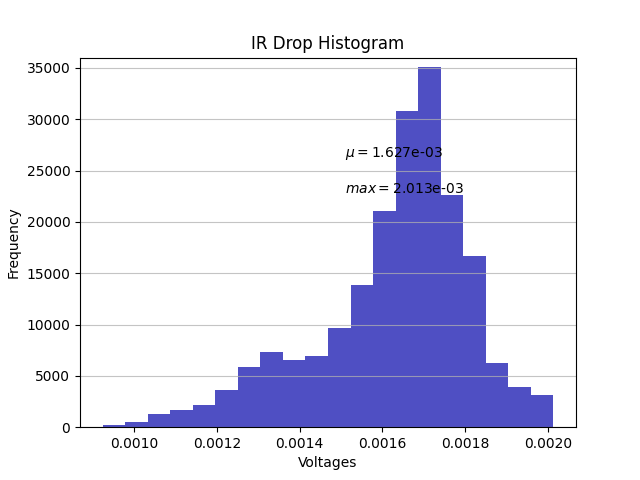 IR Drop Histogram
35000
30000
25000
20000
15000
10000
5000
0
Frequency
μ = 1.627e-03
max = 2.013e-03
0.0010 0.0012 0.0014 0.0016 0.0018 0.0020
Voltages